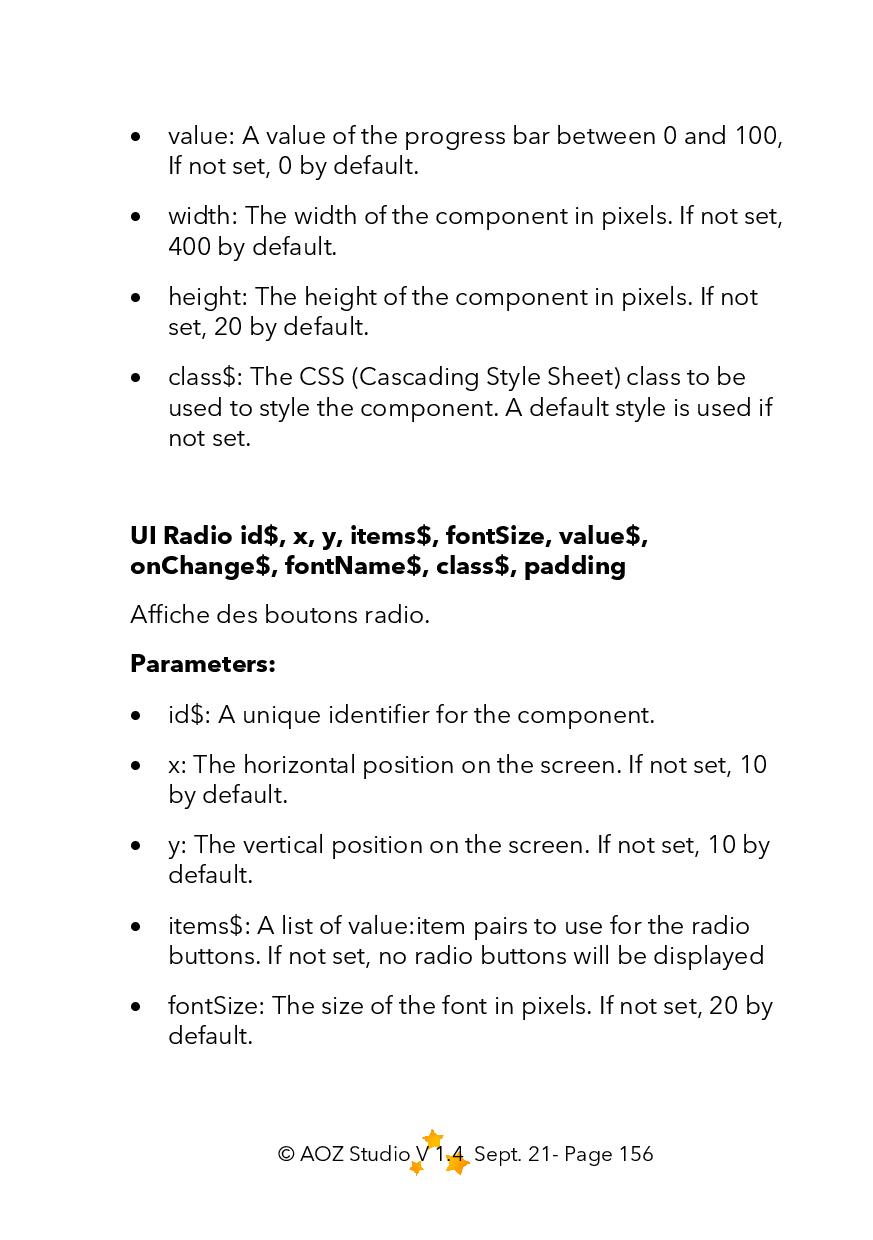 • value: A value of the progress bar between 0 and 100,
If not set, 0 by default.
• width: The width of the component in pixels. If not set,
400 by default.
• height: The height of the component in pixels. If not
set, 20 by default.
• class$: The CSS (Cascading Style Sheet) class to be
used to style the component. A default style is used if
not set.
UI Radio id$, x, y, items$, fontSize, value$,
onChange$, fontName$, class$, padding
Affiche des boutons radio.
Parameters:
• id$: A unique identifier for the component.
• x: The horizontal position on the screen. If not set, 10
by default.
• y: The vertical position on the screen. If not set, 10 by
default.
• items$: A list of value:item pairs to use for the radio
buttons. If not set, no radio buttons will be displayed
• fontSize: The size of the font in pixels. If not set, 20 by
default.
© AOZ Studio V 1.4 Sept. 21- Page 156